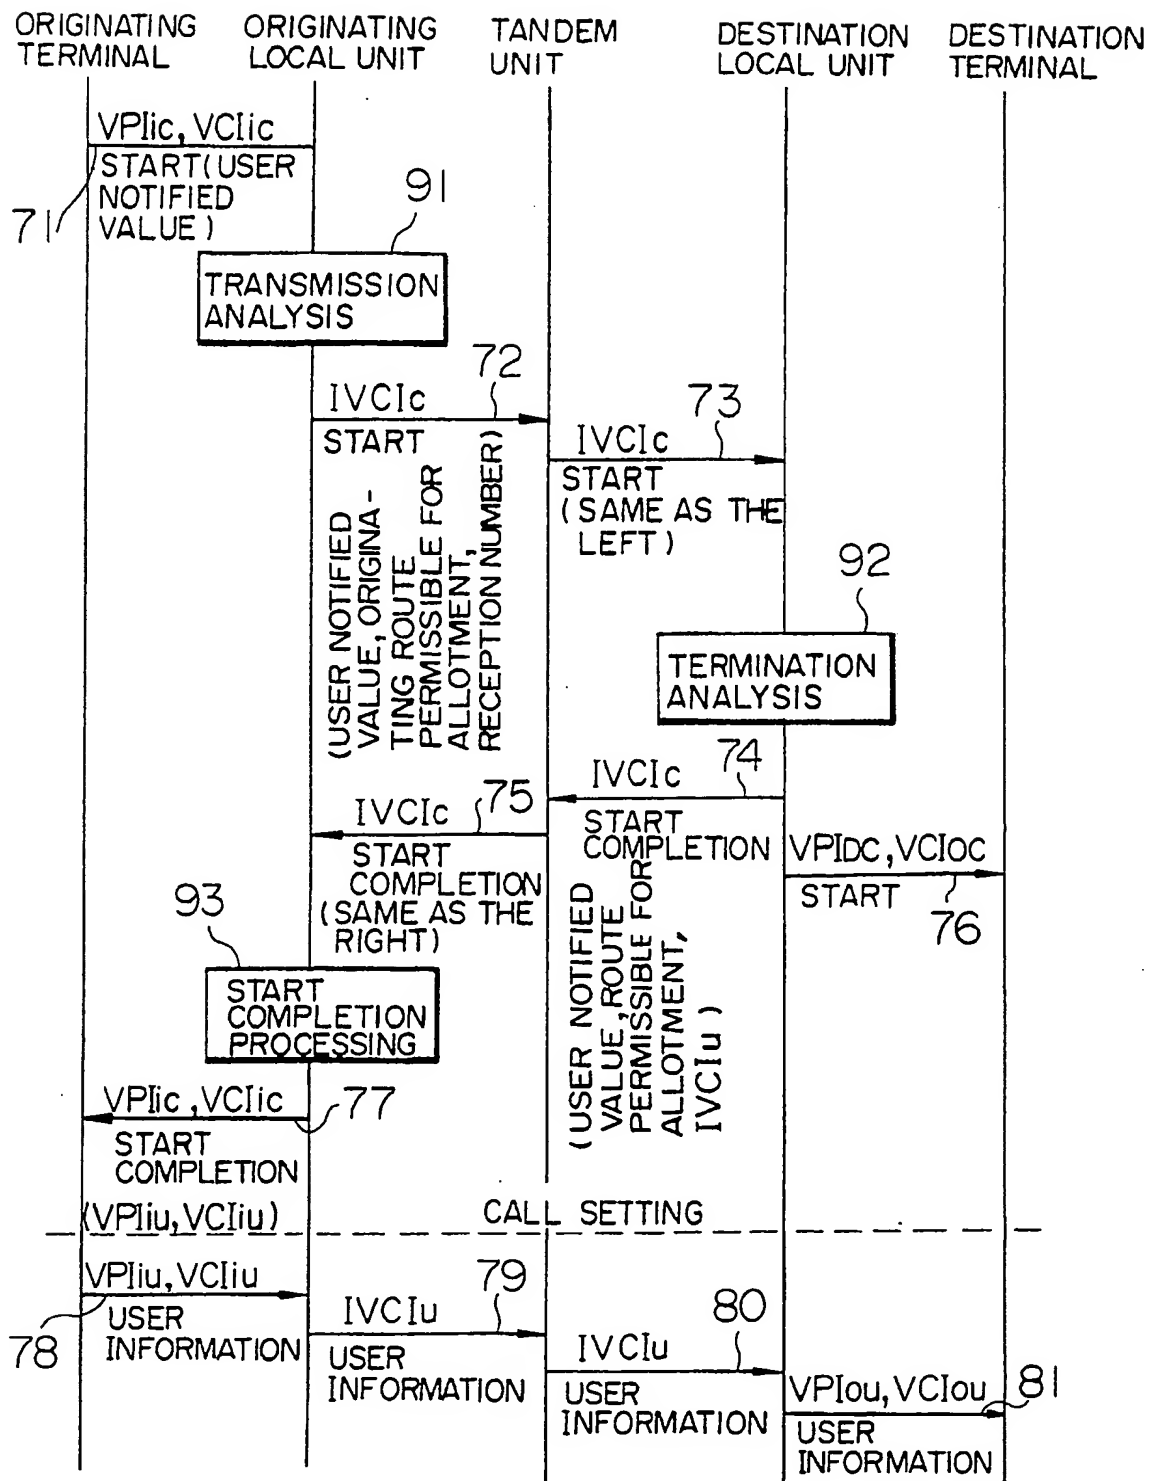 ORIGINATING
TERMINAL
ORIGINATING
LOCAL UNIT
TANDEM
UNIT
DESTINATION
LOCAL UNIT
DESTINATION
TERMINAL
VPIic, VCIic
START(USER
NOTIFIED
VALUE)
71
91
TRANSMISSION
ANALYSIS
IVCIc
72
START
(USER NOTIFIED
VALUE, ORIGINA-
TING ROUTE
PERMISSIBLE FOR
ALLOTMENT,
RECEPTION NUMBER)
IVCIc
73
START
(SAME AS THE
LEFT)
92
TERMINATION
ANALYSIS
IVCIc
74
START
COMPLETION
(USER NOTIFIED
VALUE, ROUTE
PERMISSIBLE FOR
ALLOTMENT,
IVCIu)
IVCIc
75
START
COMPLETION
(SAME AS THE
RIGHT)
VPIDC, VCIOC
START
76
93
START
COMPLETION
PROCESSING
VPIic, VCIic
77
START
COMPLETION
(VPIiu, VCIiu)
CALL SETTING
VPIiu, VCIiu
78
USER
INFORMATION
IVCIu
79
USER
INFORMATION
IVCIu
80
USER
INFORMATION
VPIou, VCIou
81
USER
INFORMATION